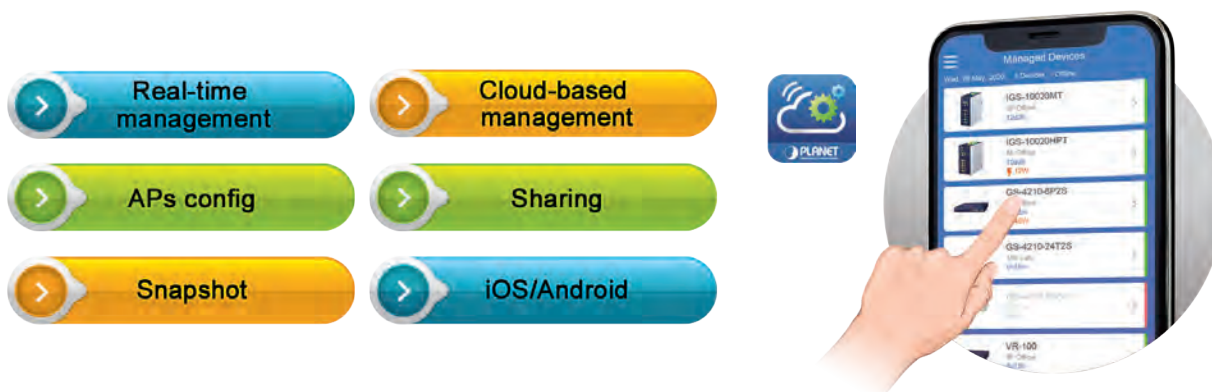 Real-time
management
Cloud-based
management
APs config
Sharing
Snapshot
iOS/Android
PLANET
Managed Devices
IGS-10020MT
IGS-10020HPT
GS-4210-8P2S
GS-4210-24T2S
VR-100